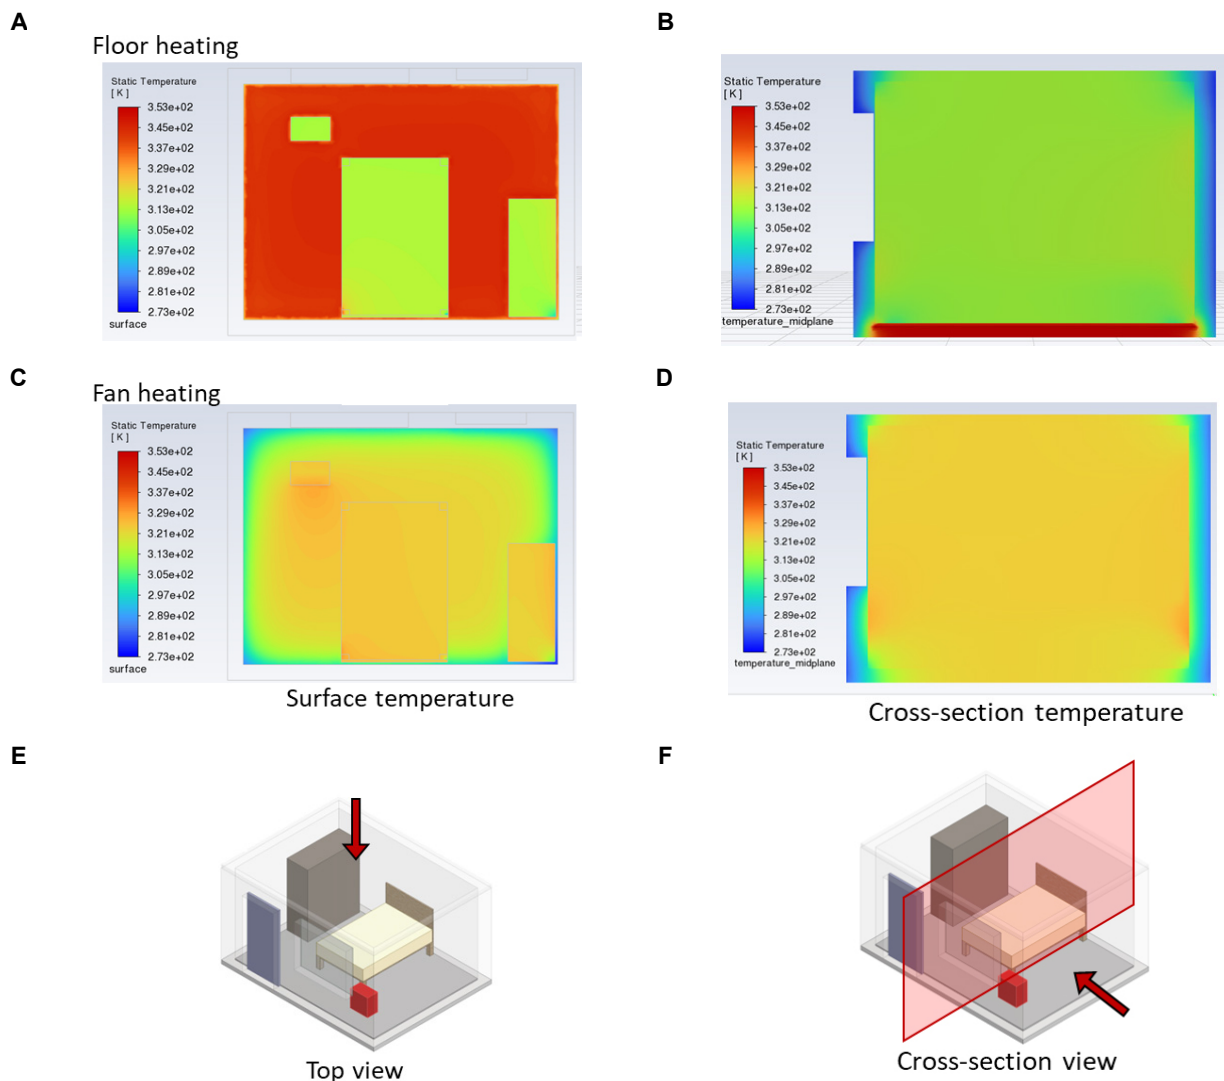 A
B
Floor heating
Static Temperature
[ K ]
3.53e+02
3.45e+02
3.37e+02
3.29e+02
3.21e+02
3.13e+02
3.05e+02
2.97e+02
2.89e+02
2.81e+02
2.73e+02
surface
Static Temperature
[ K ]
3.53e+02
3.45e+02
3.37e+02
3.29e+02
3.21e+02
3.13e+02
3.05e+02
2.97e+02
2.89e+02
2.81e+02
2.73e+02
temperature_midplane
C
D
Fan heating
Static Temperature
[ K ]
3.53e+02
3.45e+02
3.37e+02
3.29e+02
3.21e+02
3.13e+02
3.05e+02
2.97e+02
2.89e+02
2.81e+02
2.73e+02
surface
Static Temperature
[ K ]
3.53e+02
3.45e+02
3.37e+02
3.29e+02
3.21e+02
3.13e+02
3.05e+02
2.97e+02
2.89e+02
2.81e+02
2.73e+02
temperature_midplane
Surface temperature
Cross-section temperature
E
F
Top view
Cross-section view